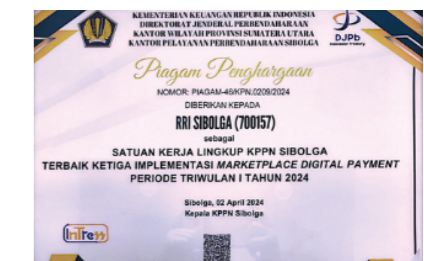 KEMENTERIAN KEUANGAN REPUBLIK INDONESIA
DIREKTORAT JENDERAL PERBENDAHARAAN
KANTOR WILAYAH PROVINSI SUMATERA UTARA
KANTOR PELAYANAN PERBENDAHARAAN SIBOLGA
DJPb
Piagam Penghargaan
NOMOR: PIAGAM-46/KPN.0209/2024
DIBERIKAN KEPADA
RRI SIBOLGA (700157)
sebagai
SATUAN KERJA LINGKUP KPPN SIBOLGA
TERBAIK KETIGA IMPLEMENTASI MARKETPLACE DIGITAL PAYMENT
PERIODE TRIWULAN I TAHUN 2024
Sibolga, 02 April 2024
Kepala KPPN Sibolga
InTress